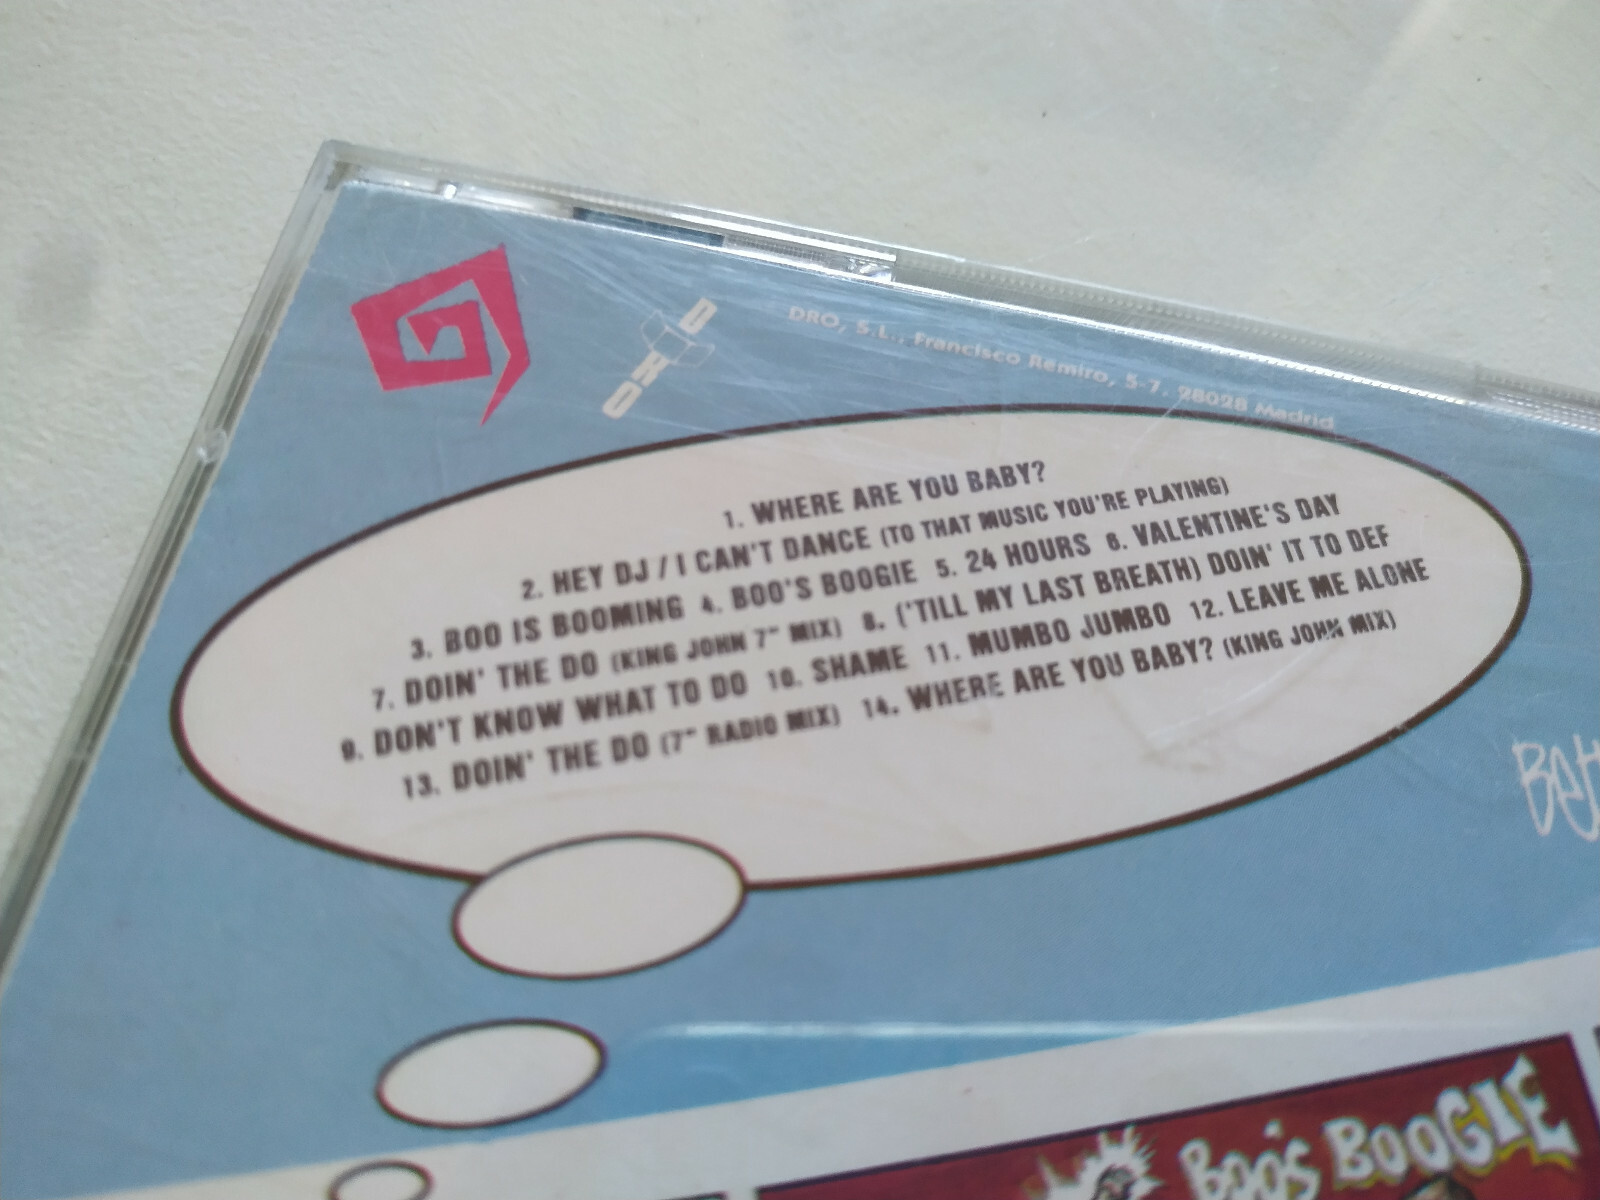 DRO
DRO, S.L., Francisco Remiro, 5-7, 28028 Madrid
1. WHERE ARE YOU BABY?
2. HEY DJ / I CAN'T DANCE (TO THAT MUSIC YOU'RE PLAYING)
3. BOO IS BOOMING 4. BOO'S BOOGIE 5. 24 HOURS 6. VALENTINE'S DAY
7. DOIN' THE DO (KING JOHN 7" MIX) 8. ('TILL MY LAST BREATH) DOIN' IT TO DEF
9. DON'T KNOW WHAT TO DO 10. SHAME 11. MUMBO JUMBO 12. LEAVE ME ALONE
13. DOIN' THE DO (7" RADIO MIX) 14. WHERE ARE YOU BABY? (KING JOHN MIX)
BOO'S BOOGIE